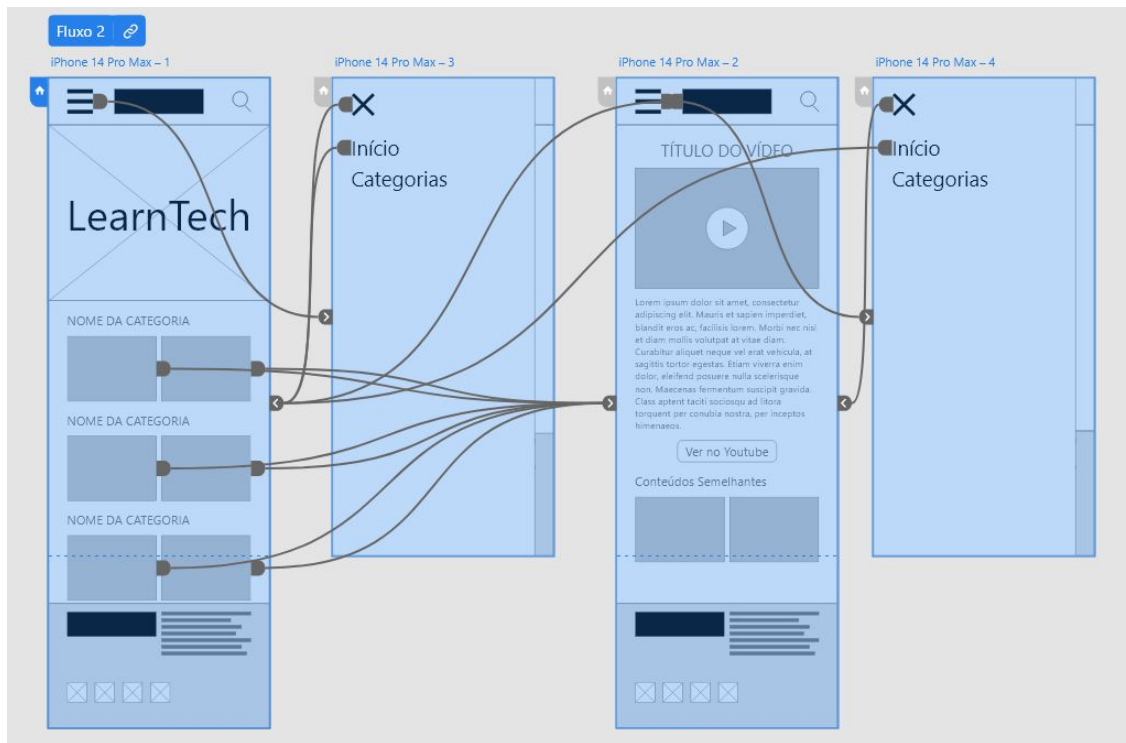 Fluxo 2
iPhone 14 Pro Max – 1
LearnTech
NOME DA CATEGORIA
NOME DA CATEGORIA
NOME DA CATEGORIA
iPhone 14 Pro Max – 3
Início
Categorias
iPhone 14 Pro Max – 2
TÍTULO DO VÍDEO
Lorem ipsum dolor sit amet, consectetur
adipiscing elit. Mauris et sapien imperdiet,
blandit eros ac, facilisis lorem. Morbi nec nisl
et diam mollis volutpat at vitae diam.
Curabitur aliquet neque vel erat vehicula, at
sagittis tortor egestas. Etiam viverra enim
dolor, eleifend posuere nulla scelerisque
non. Maecenas fermentum suscipit gravida.
Class aptent taciti sociosqu ad litora
torquent per conubia nostra, per inceptos
himenaeos.
Ver no Youtube
Conteúdos Semelhantes
iPhone 14 Pro Max – 4
Início
Categorias